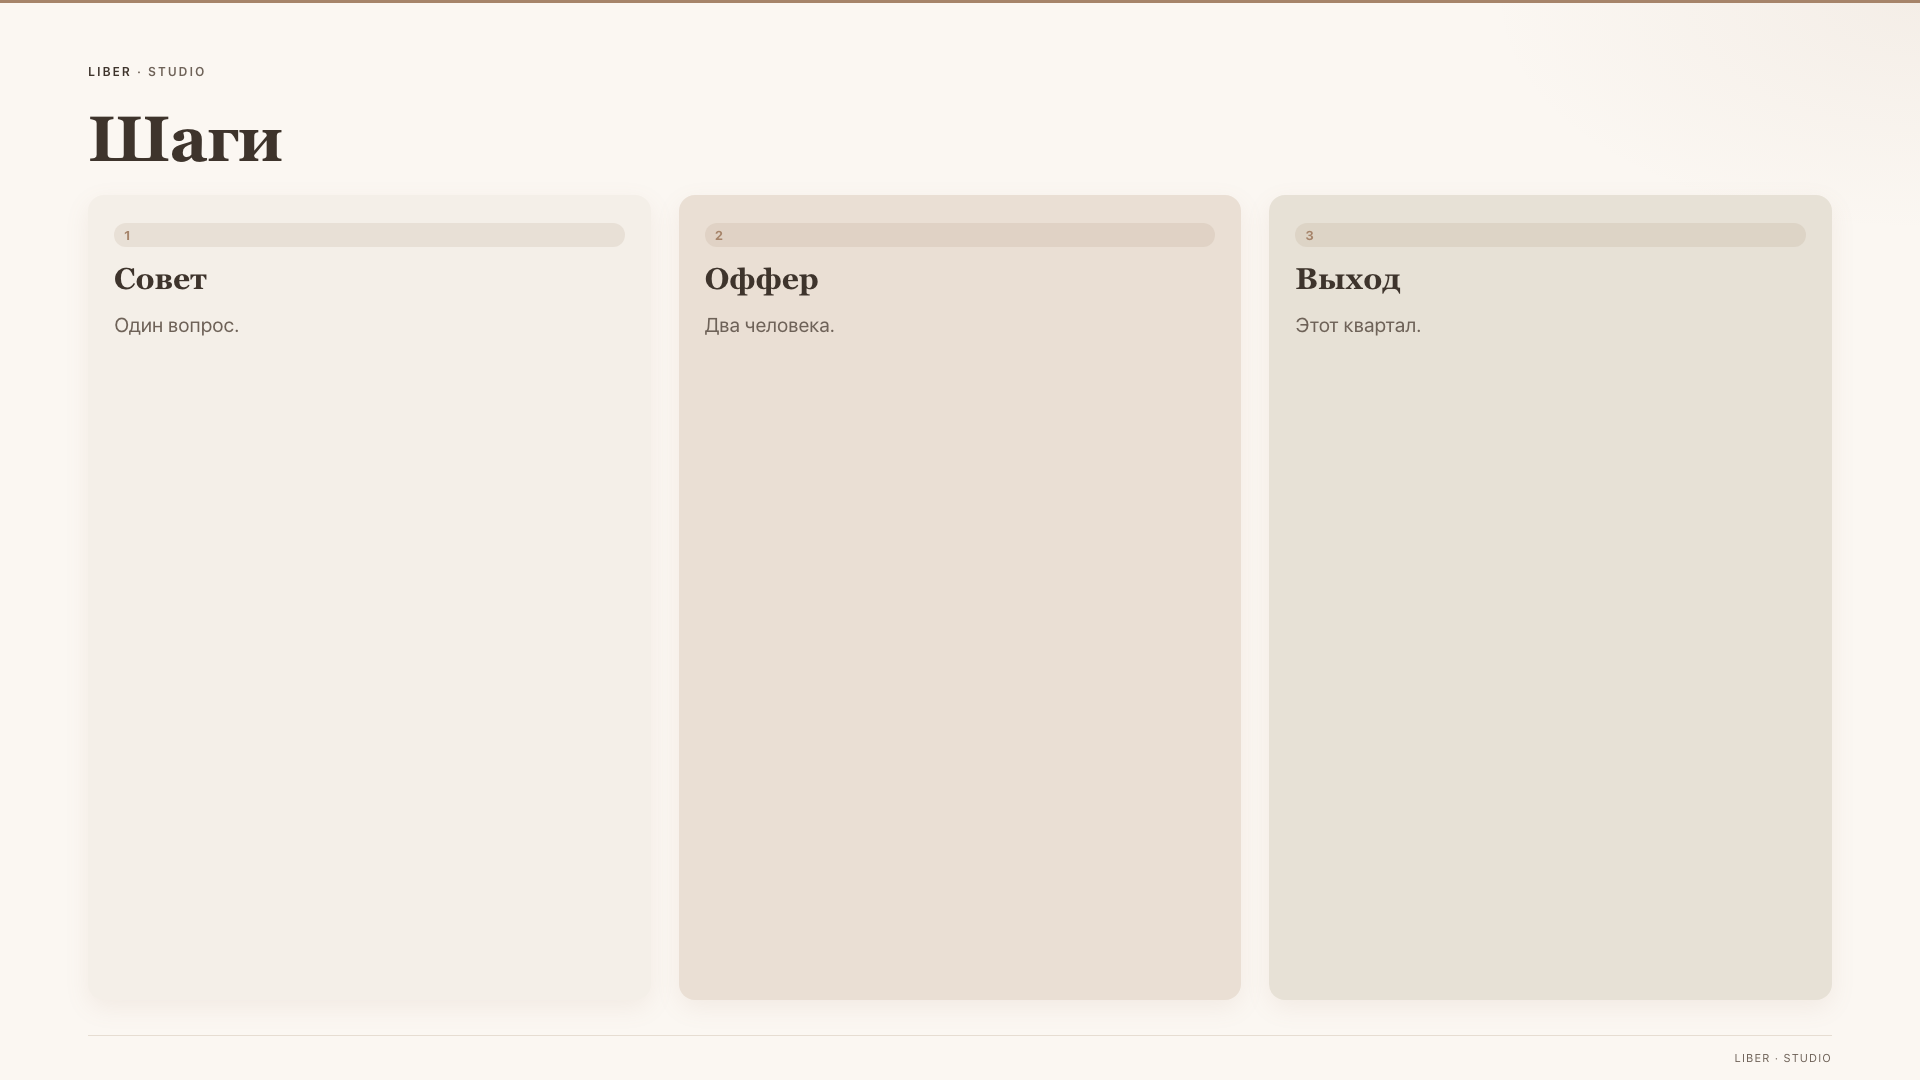 LIBER · STUDIO
Шаги
1
Совет
Один вопрос.
2
Оффер
Два человека.
3
Выход
Этот квартал.
LIBER · STUDIO